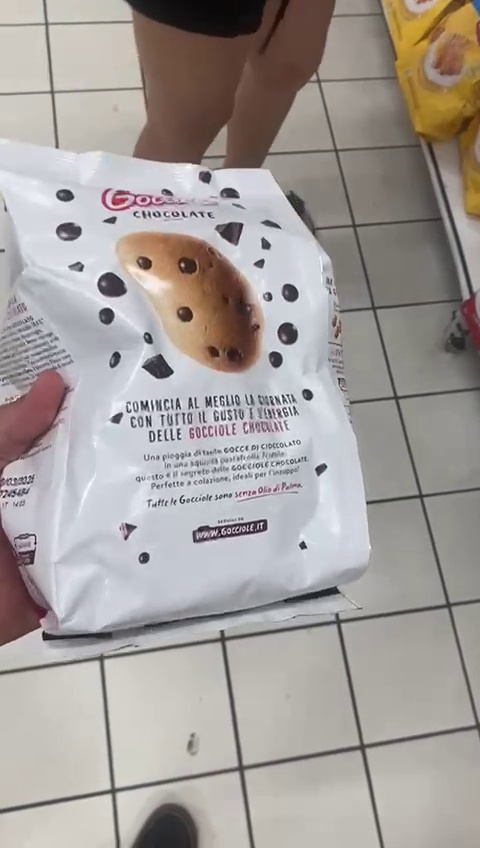 CHOCOLATE
COMINCIA AL MEGLIO LA GIORNATA
CON TUTTO IL GUSTO E L'ENERGIA
DELLE GOCCIOLE CHOCOLATE
Una pioggia di tante GOCCE DI CIOCCOLATO
in una squisita pastafrolla friabile:
questo è il segreto delle GOCCIOLE CHOCOLATE.
Perfette a colazione, ideali per l'inzuppo!
Tutte le Gocciole sono senza Olio di Palma.
WWW.GOCCIOLE.IT